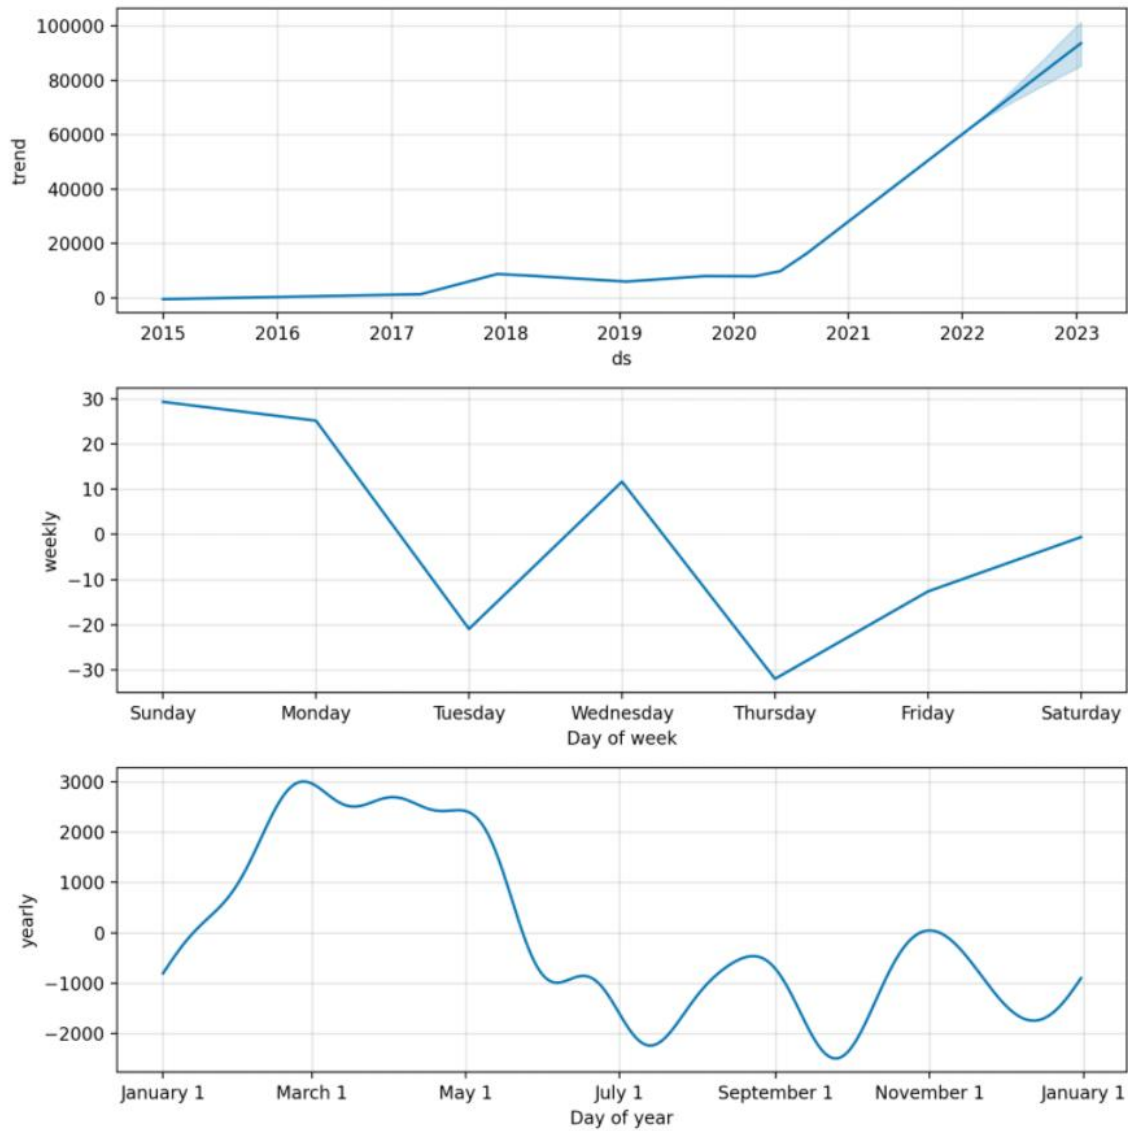 100000
80000
60000
40000
20000
0
trend
2015 2016 2017 2018 2019 2020 2021 2022 2023
ds
30
20
10
0
−10
−20
−30
weekly
Sunday Monday Tuesday Wednesday Thursday Friday Saturday
Day of week
3000
2000
1000
0
−1000
−2000
yearly
January 1 March 1 May 1 July 1 September 1 November 1 January 1
Day of year